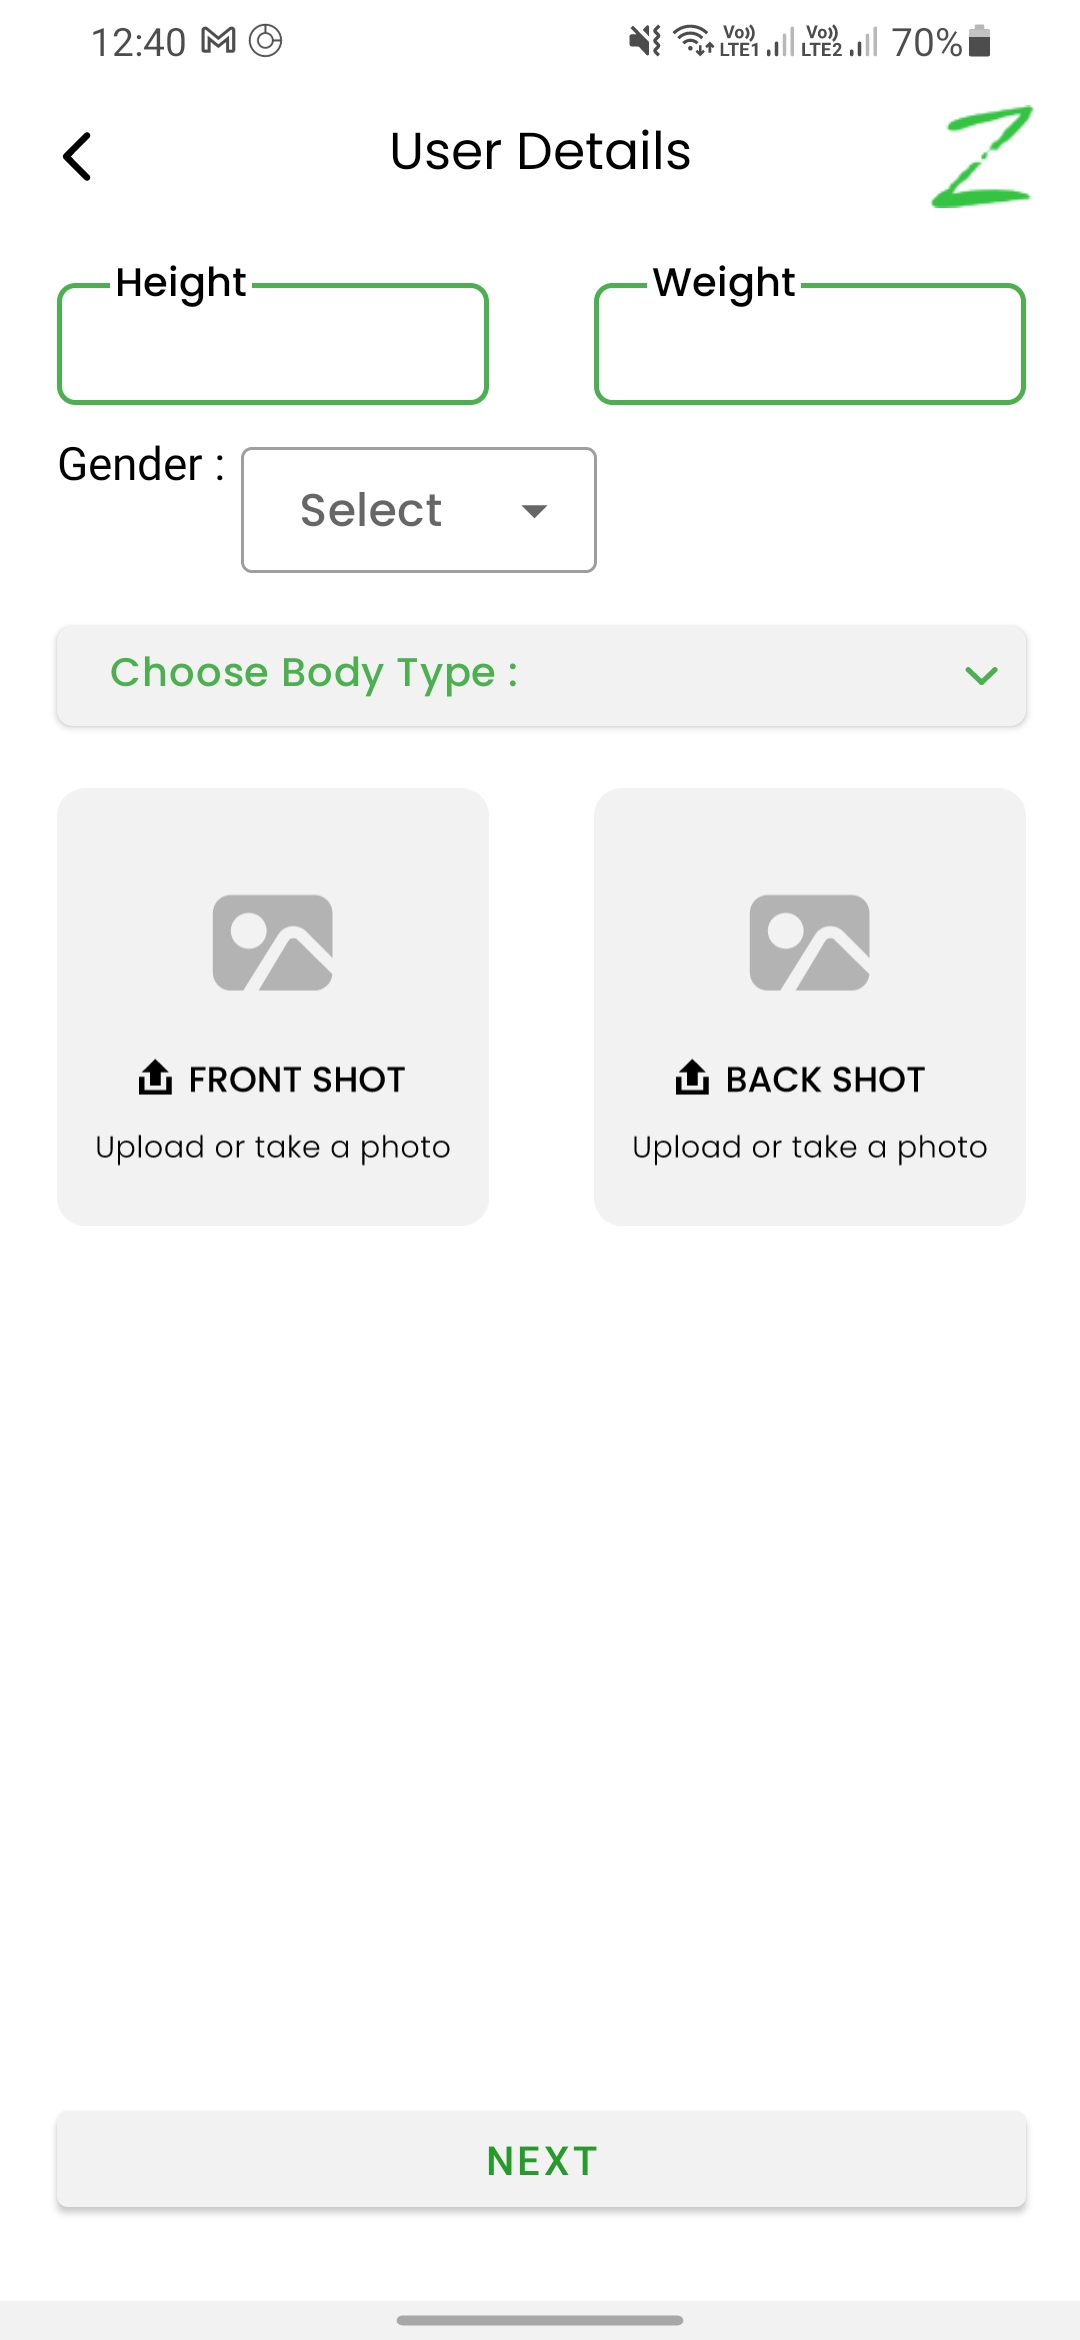 12:40 Vo)) LTE1 Vo)) LTE2 70%
User Details
Height Weight
Gender : Select
Choose Body Type :
FRONT SHOT BACK SHOT
Upload or take a photo Upload or take a photo
NEXT